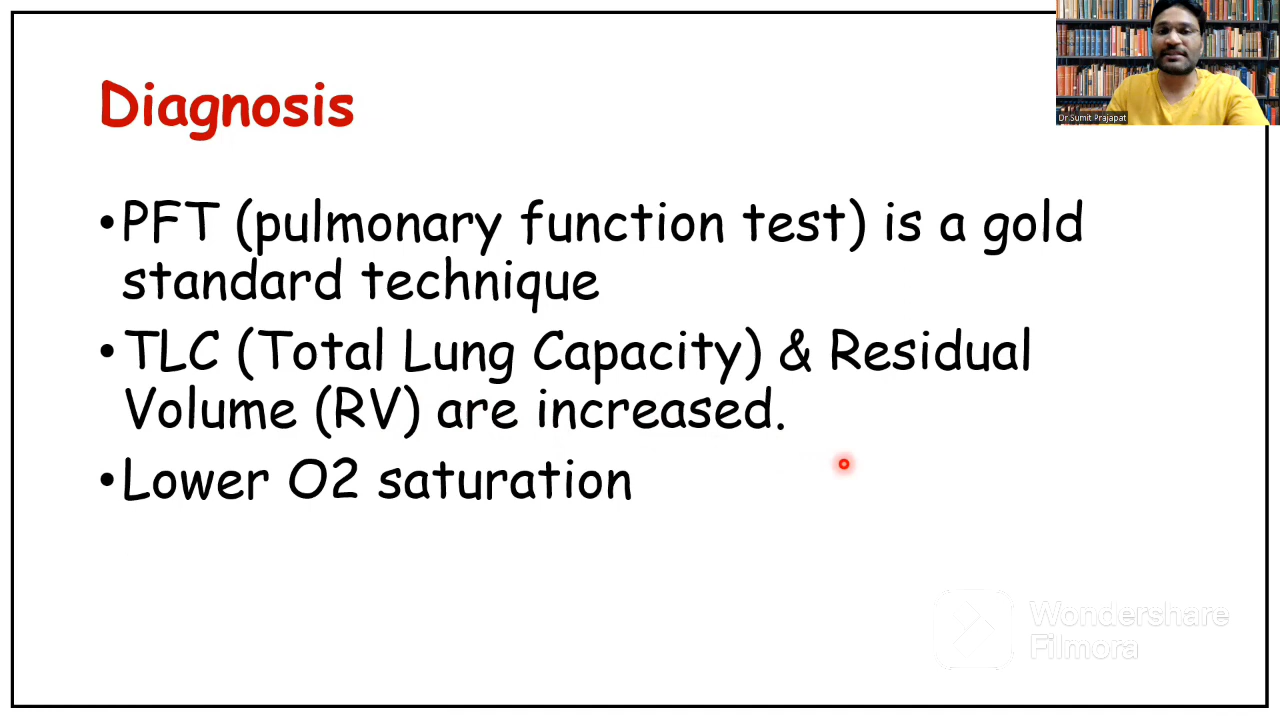 Diagnosis
•PFT (pulmonary function test) is a gold
standard technique
•TLC (Total Lung Capacity) & Residual
Volume (RV) are increased.
•Lower O2 saturation
Dr.Sumit Prajapat
Wondershare
Filmora